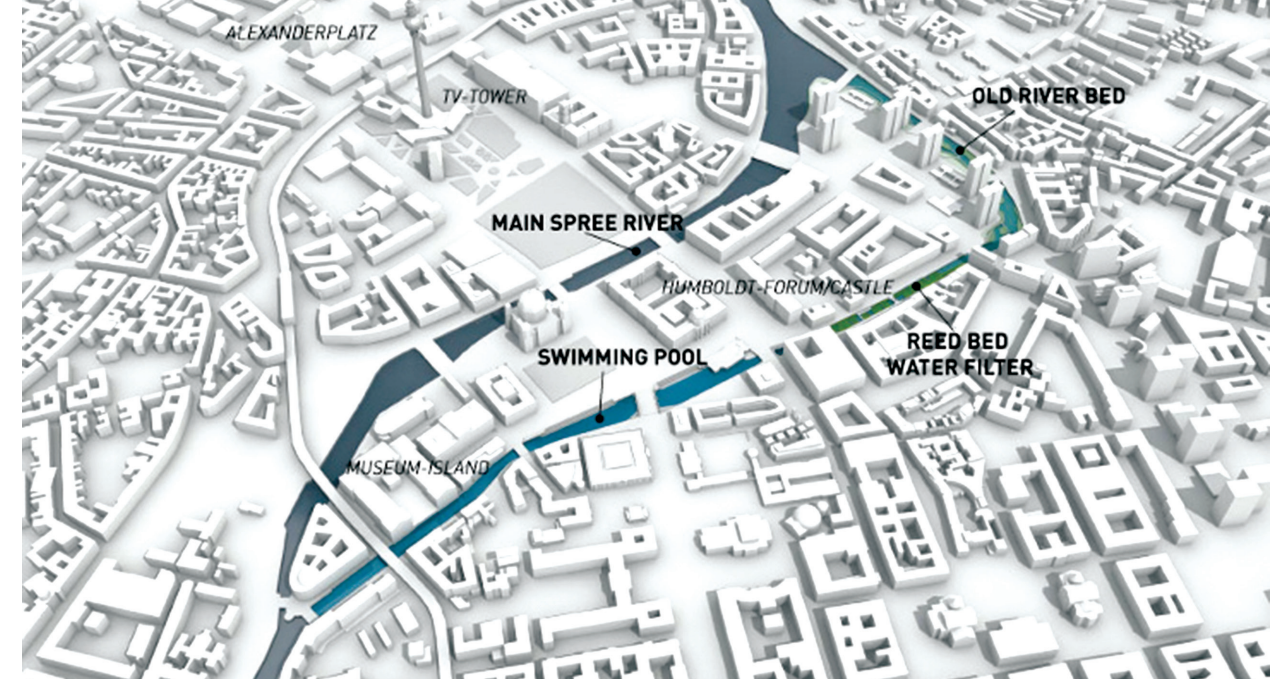 ALEXANDERPLATZ
TV-TOWER
OLD RIVER BED
MAIN SPREE RIVER
HUMBOLDT-FORUM/CASTLE
REED BED
WATER FILTER
SWIMMING POOL
MUSEUM-ISLAND